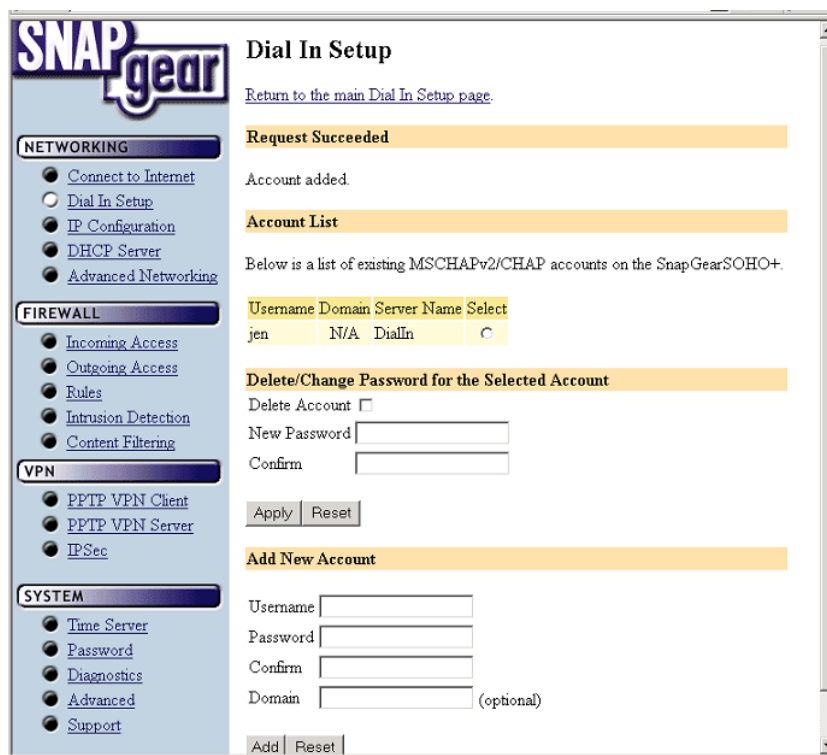 SNAP
gear
NETWORKING
Connect to Internet
Dial In Setup
IP Configuration
DHCP Server
Advanced Networking
FIREWALL
Incoming Access
Outgoing Access
Rules
Intrusion Detection
Content Filtering
VPN
PPTP VPN Client
PPTP VPN Server
IPSec
SYSTEM
Time Server
Password
Diagnostics
Advanced
Support
Dial In Setup
Return to the main Dial In Setup page.
Request Succeeded
Account added.
Account List
Below is a list of existing MSCHAPv2/CHAP accounts on the SnapGearSOHO+.
Username Domain Server Name Select
jen N/A DialIn
Delete/Change Password for the Selected Account
Delete Account
New Password
Confirm
Apply Reset
Add New Account
Username
Password
Confirm
Domain (optional)
Add Reset